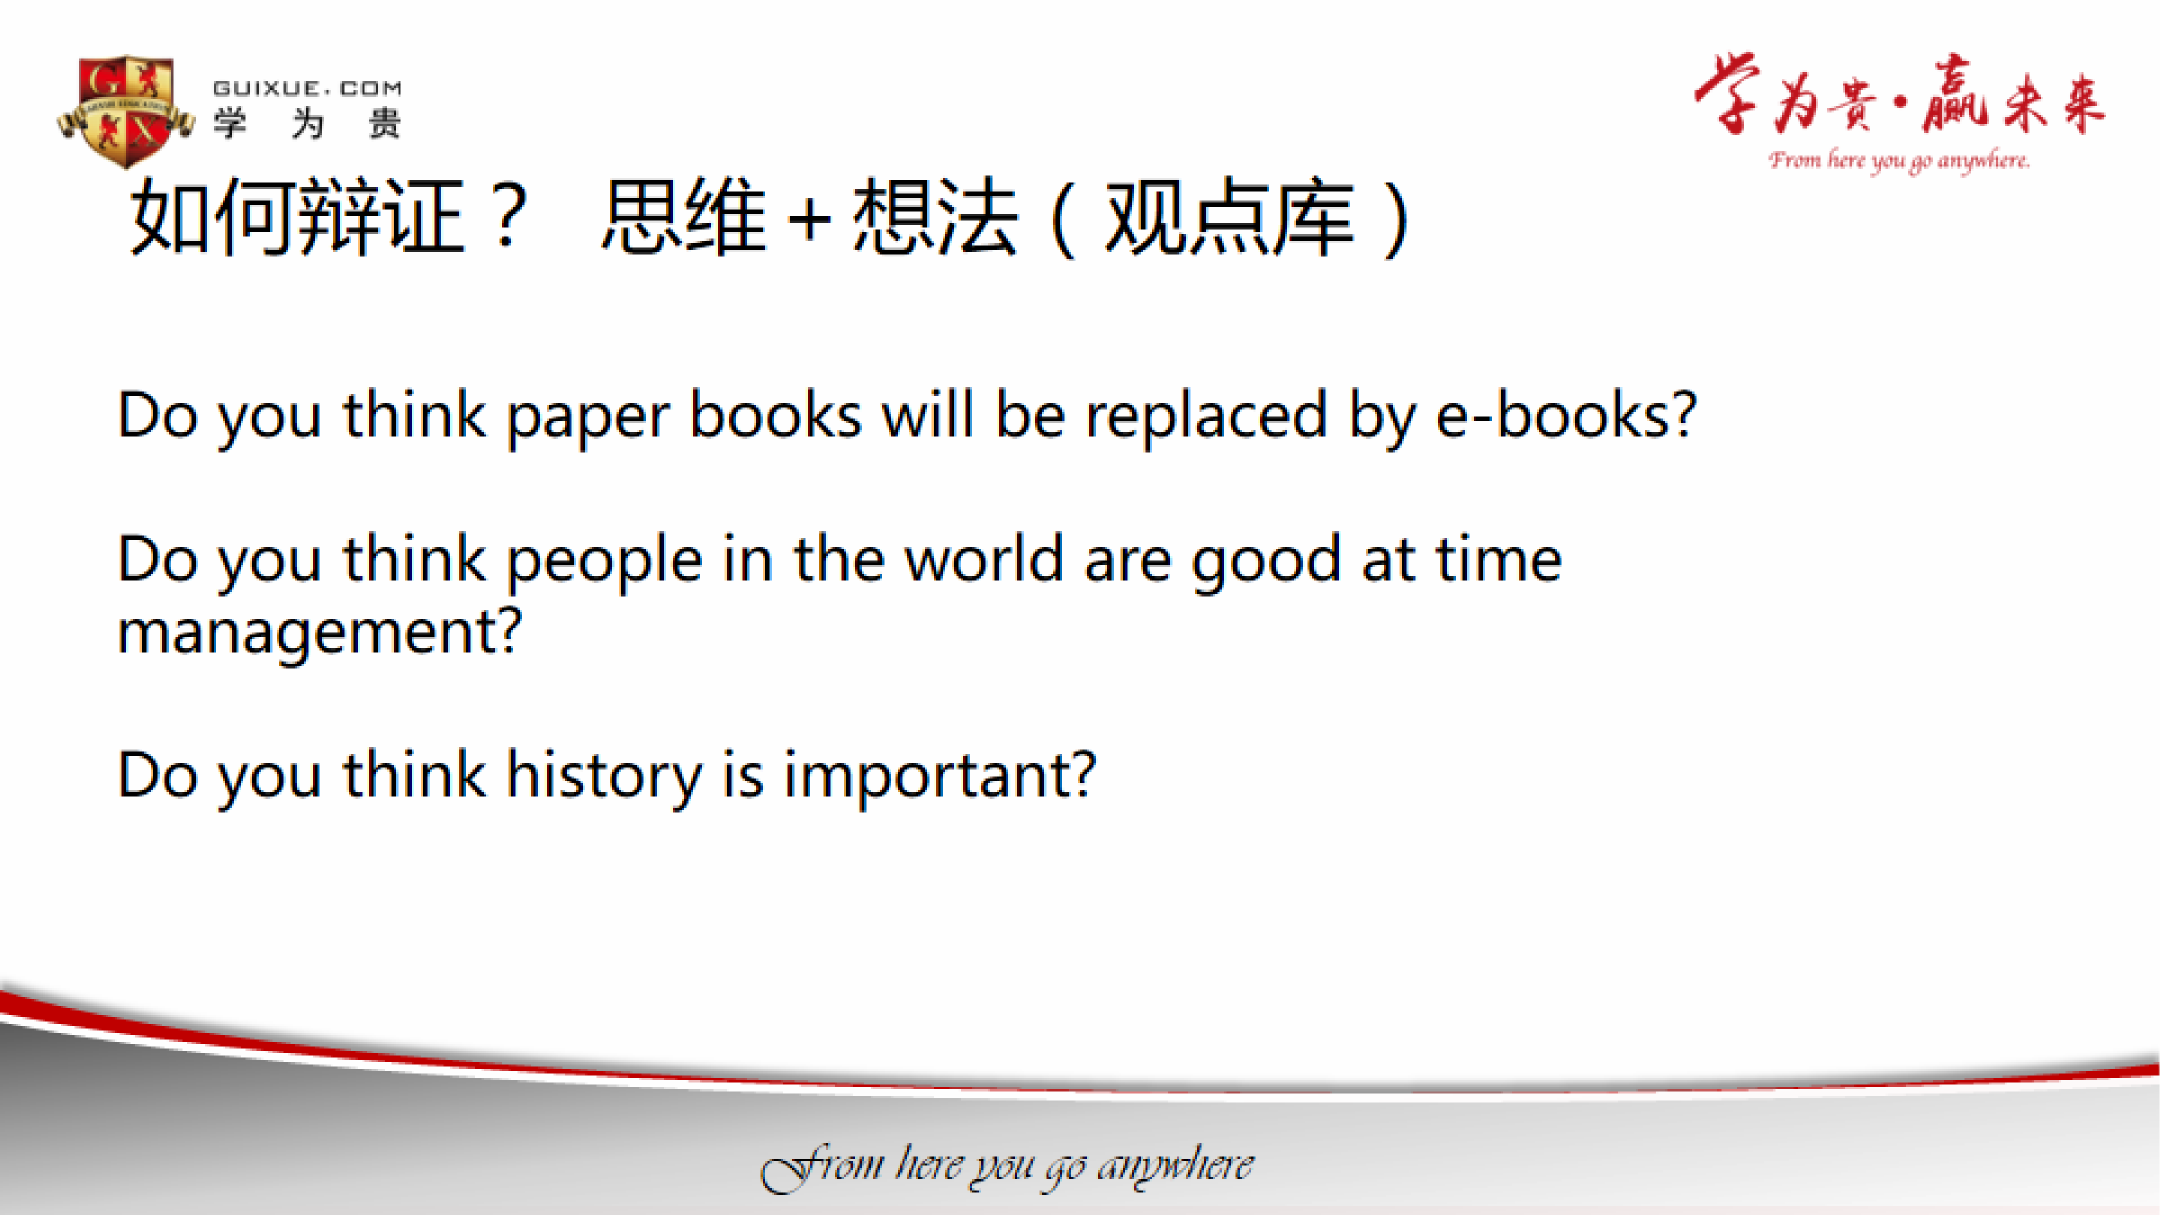 GUIXUE.COM
学为贵
学为贵·赢未来
From here you go anywhere.
如何辩证？ 思维+想法（观点库）
Do you think paper books will be replaced by e-books?
Do you think people in the world are good at time
management?
Do you think history is important?
From here you go anywhere